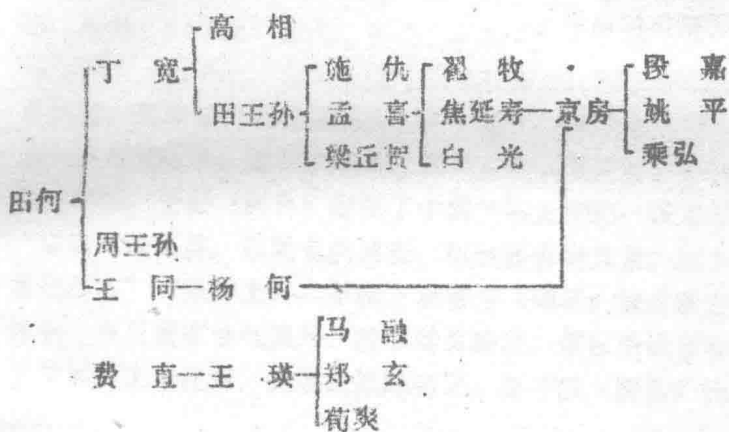 高相
丁宽 段嘉
施仇 翟牧
田王孙 孟喜 焦延寿 京房 姚平
梁丘贺 白光 乘弘
田何
周王孙
王同 杨何
马融
费直 王璜 郑玄
荀爽